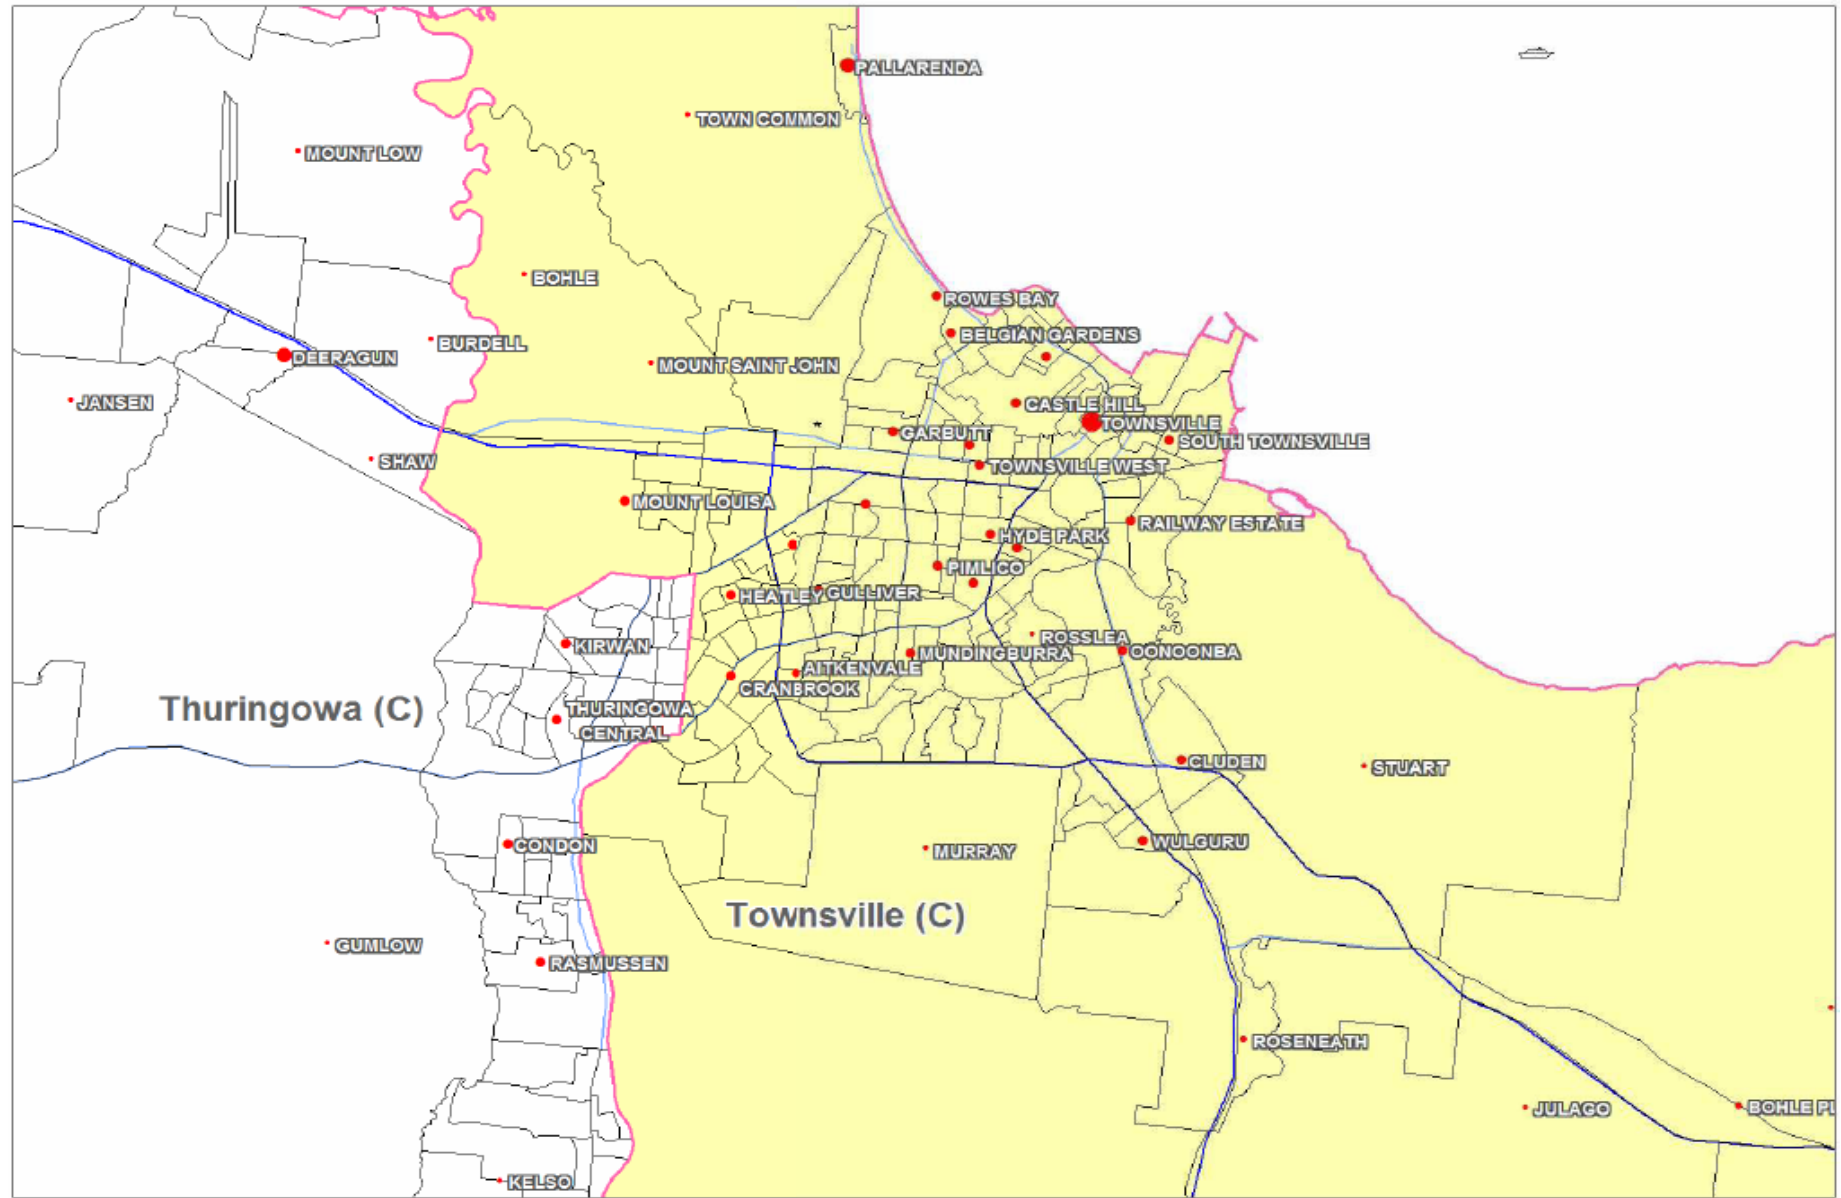 PALLARENDA
TOWN COMMON
MOUNT LOW
BOHLE
ROWES BAY
BELGIAN GARDENS
BURDELL
DEERAGUN
MOUNT SAINT JOHN
JANSEN
CASTLE HILL
TOWNSVILLE
GARBUTT
SOUTH TOWNSVILLE
SHAW
TOWNSVILLE WEST
MOUNT LOUISA
RAILWAY ESTATE
HYDE PARK
PIMLICO
HEATLEY
GULLIVER
ROSSLEA
KIRWAN
MUNDINGBURRA
OONOONBA
AITKENVALE
CRANBROOK
Thuringowa (C)
THURINGOWA
CENTRAL
CLUDEN
STUART
CONDON
MURRAY
WULGURU
Townsville (C)
GUMLOW
RASMUSSEN
ROSENEATH
JULAGO
BOHLE PL
KELSO